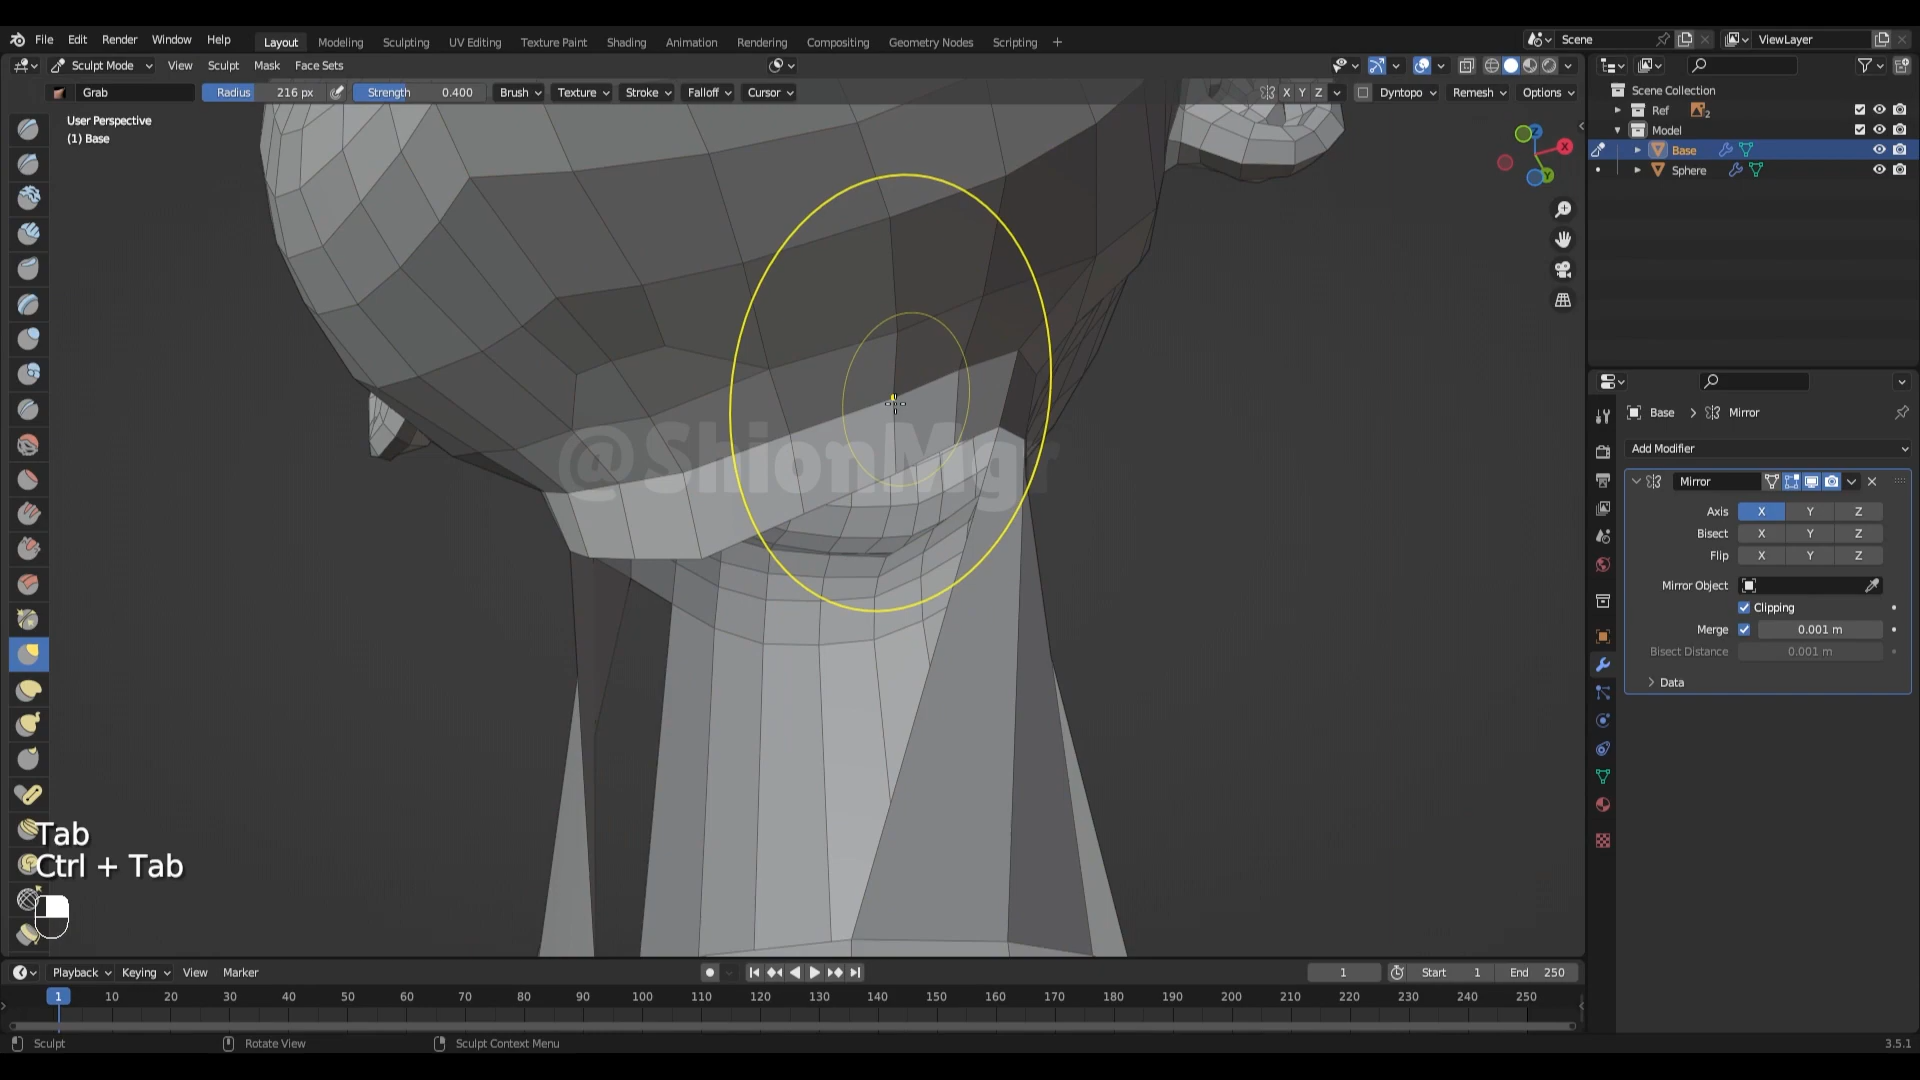 File Edit Render Window Help Layout Modeling Sculpting UV Editing Texture Paint Shading Animation Rendering Compositing Geometry Nodes Scripting + Scene ViewLayer
Sculpt Mode View Sculpt Mask Face Sets
Grab Radius 216 px Strength 0.400 Brush Texture Stroke Falloff Cursor X Y Z Dyntopo Remesh Options
User Perspective
(1) Base
X
Z
Y
Scene Collection
Ref 2
Model
Base
Sphere
Base > Mirror
Add Modifier
Mirror
Axis X Y Z
Bisect X Y Z
Flip X Y Z
Mirror Object
Clipping
Merge 0.001 m
Bisect Distance 0.001 m
Data
@ShionMgr
Tab
Ctrl + Tab
Playback Keying View Marker 1 Start 1 End 250
1 10 20 30 40 50 60 70 80 90 100 110 120 130 140 150 160 170 180 190 200 210 220 230 240 250
Sculpt Rotate View Sculpt Context Menu 3.5.1